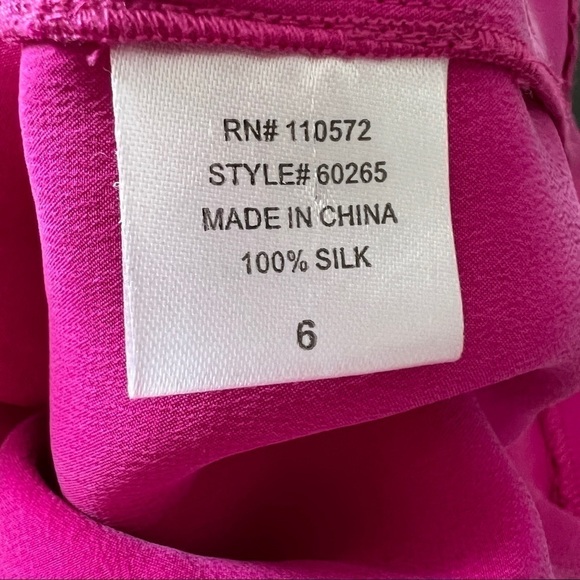 RN# 110572
STYLE# 60265
MADE IN CHINA
100% SILK
6